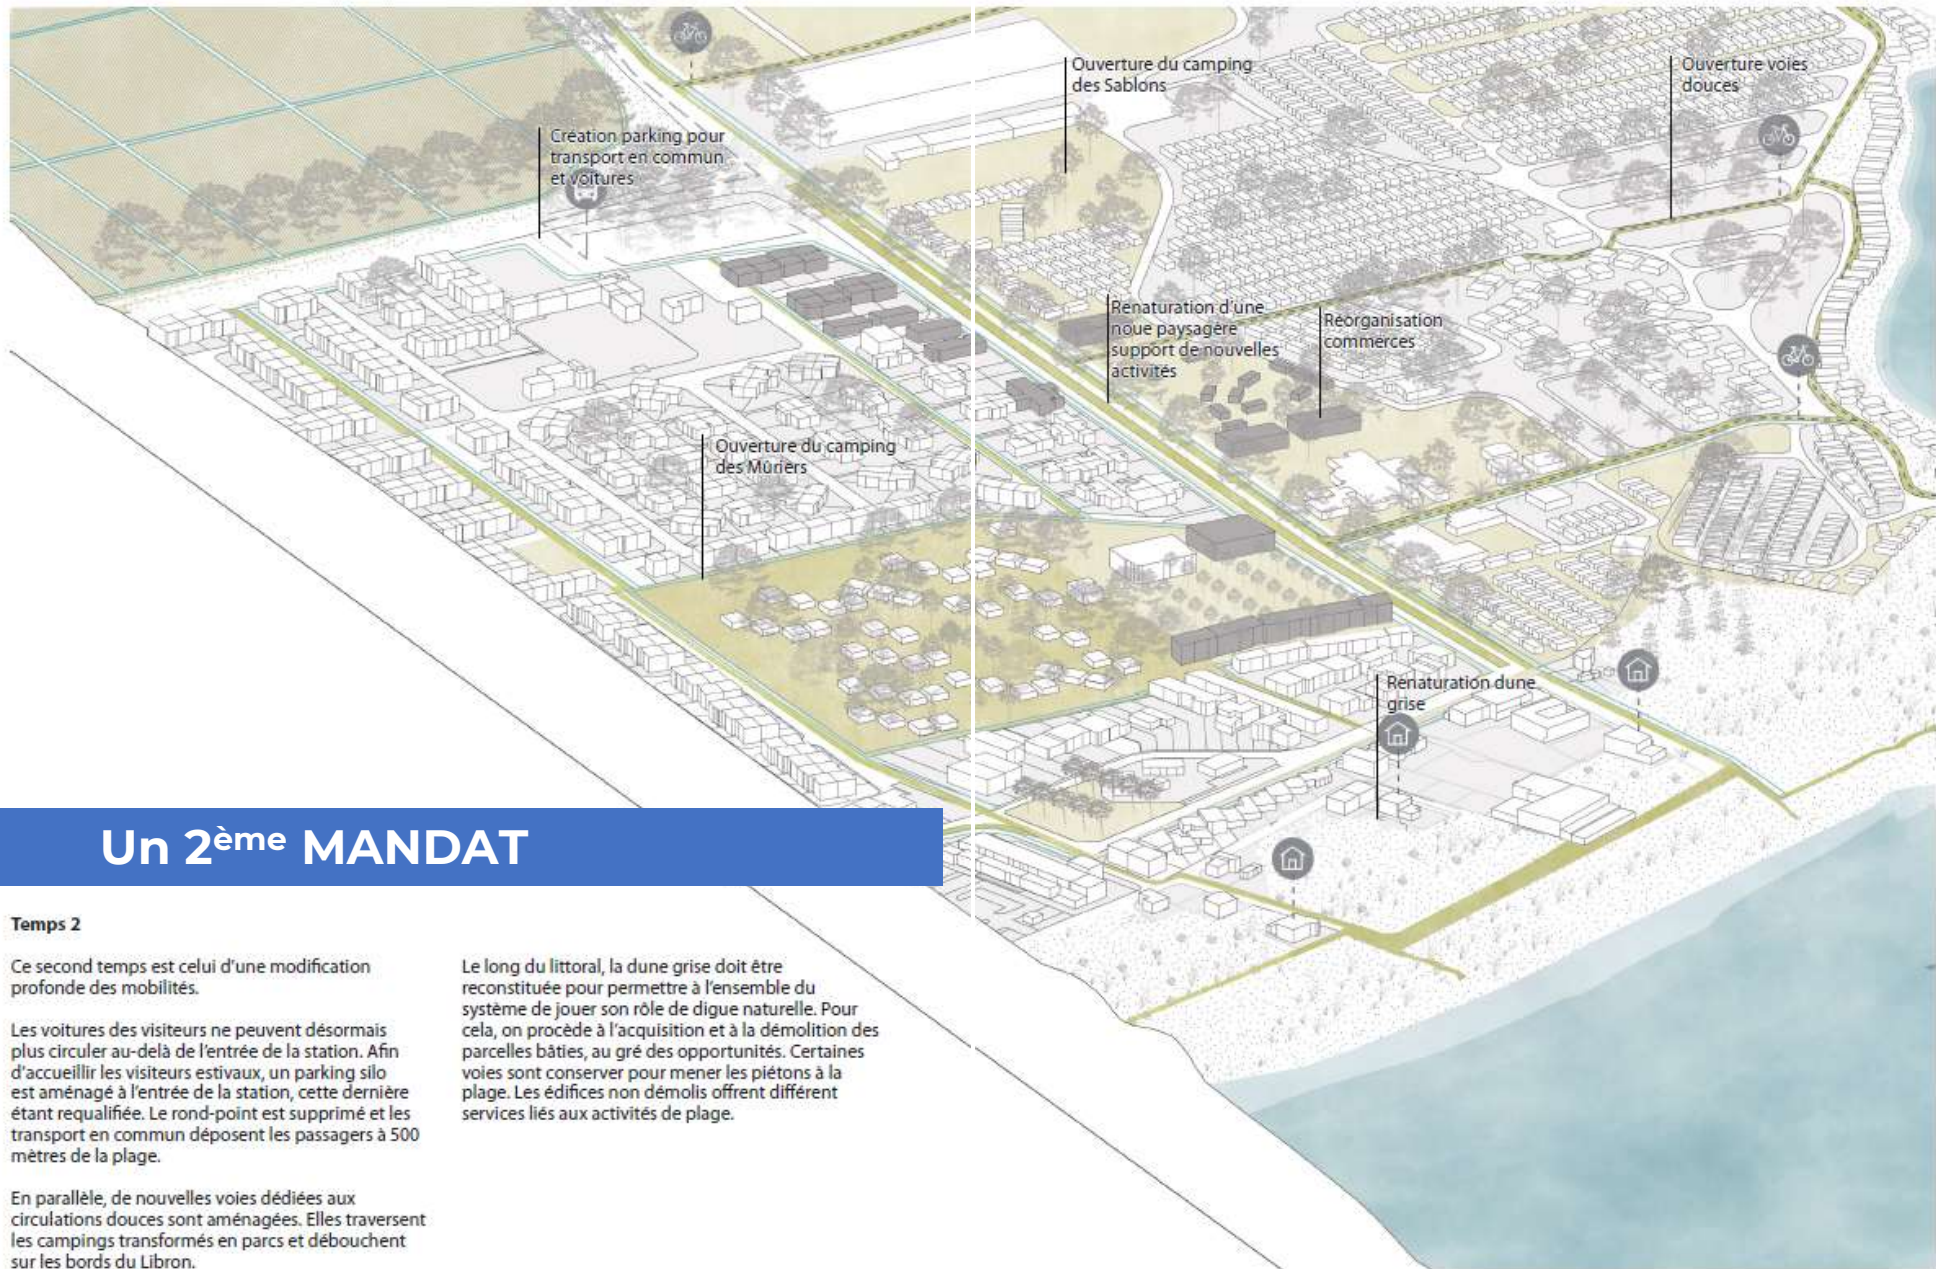 Ouverture du camping
des Sablons
Ouverture voies
douces
Création parking pour
transport en commun
et voitures
Renaturation d'une
noue paysagère
support de nouvelles
activités
Réorganisation
commerces
Ouverture du camping
des Mûriers
Renaturation dune
grise
Un 2ème MANDAT
Temps 2
Ce second temps est celui d'une modification
profonde des mobilités.
Les voitures des visiteurs ne peuvent désormais
plus circuler au-delà de l'entrée de la station. Afin
d'accueillir les visiteurs estivaux, un parking silo
est aménagé à l'entrée de la station, cette dernière
étant requalifiée. Le rond-point est supprimé et les
transport en commun déposent les passagers à 500
mètres de la plage.
En parallèle, de nouvelles voies dédiées aux
circulations douces sont aménagées. Elles traversent
les campings transformés en parcs et débouchent
sur les bords du Libron.
Le long du littoral, la dune grise doit être
reconstituée pour permettre à l'ensemble du
système de jouer son rôle de digue naturelle. Pour
cela, on procède à l'acquisition et à la démolition des
parcelles bâties, au gré des opportunités. Certaines
voies sont conserver pour mener les piétons à la
plage. Les édifices non démolis offrent différent
services liés aux activités de plage.